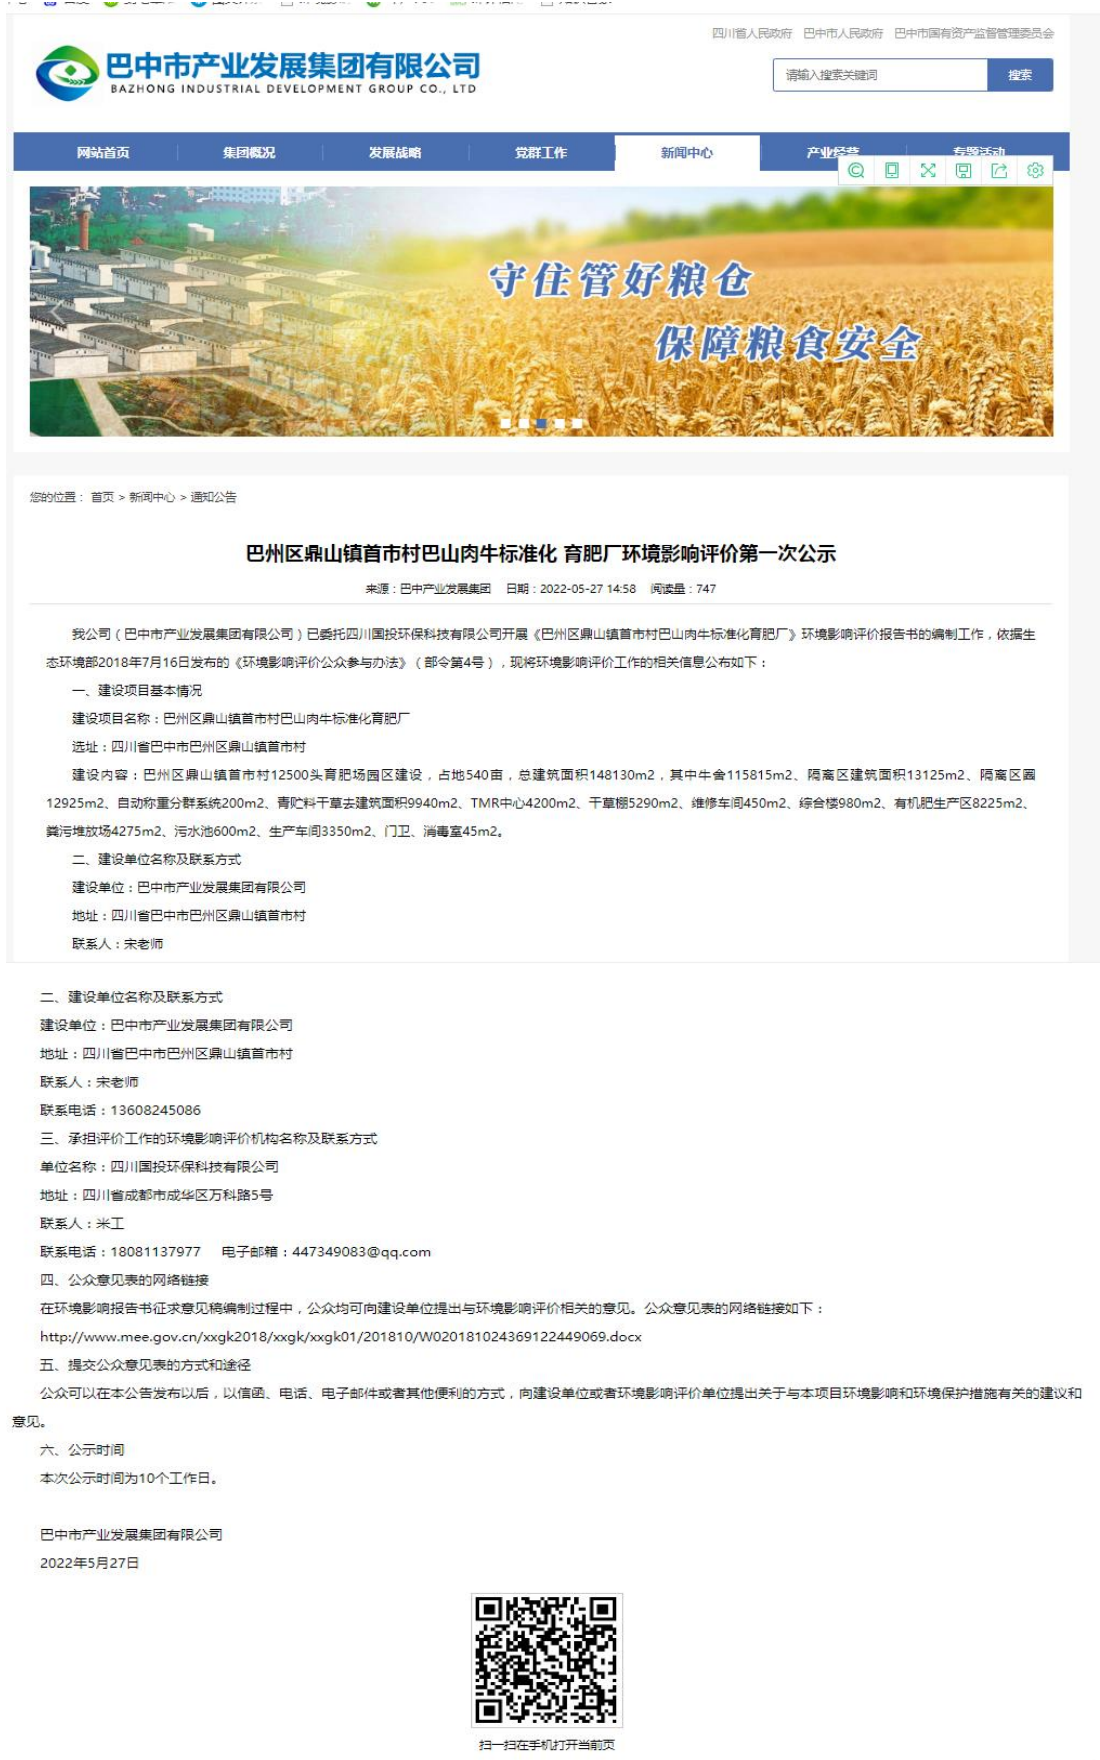 四川省人民政府 巴中市人民政府 巴中市国有资产监督管理委员会
巴中市产业发展集团有限公司
BAZHONG INDUSTRIAL DEVELOPMENT GROUP CO., LTD
请输入搜索关键词 搜索
网站首页 集团概况 发展战略 党群工作 新闻中心 产业经营 专题活动
守住管好粮仓
保障粮食安全
您的位置： 首页 > 新闻中心 > 通知公告
巴州区鼎山镇首市村巴山肉牛标准化 育肥厂环境影响评价第一次公示
来源：巴中产业发展集团 日期：2022-05-27 14:58 阅读量：747
我公司（巴中市产业发展集团有限公司）已委托四川国投环保科技有限公司开展《巴州区鼎山镇首市村巴山肉牛标准化育肥厂》环境影响评价报告书的编制工作，依据生
态环境部2018年7月16日发布的《环境影响评价公众参与办法》（部令第4号），现将环境影响评价工作的相关信息公布如下：
一、建设项目基本情况
建设项目名称：巴州区鼎山镇首市村巴山肉牛标准化育肥厂
选址：四川省巴中市巴州区鼎山镇首市村
建设内容：巴州区鼎山镇首市村12500头育肥场园区建设，占地540亩，总建筑面积148130m2，其中牛舍115815m2、隔离区建筑面积13125m2、隔离区圈
12925m2、自动称重分群系统200m2、青贮料干草去建筑面积9940m2、TMR中心4200m2、干草棚5290m2、维修车间450m2、综合楼980m2、有机肥生产区8225m2、
粪污堆放场4275m2、污水池600m2、生产车间3350m2、门卫、消毒室45m2。
二、建设单位名称及联系方式
建设单位：巴中市产业发展集团有限公司
地址：四川省巴中市巴州区鼎山镇首市村
联系人：宋老师
二、建设单位名称及联系方式
建设单位：巴中市产业发展集团有限公司
地址：四川省巴中市巴州区鼎山镇首市村
联系人：宋老师
联系电话：13608245086
三、承担评价工作的环境影响评价机构名称及联系方式
单位名称：四川国投环保科技有限公司
地址：四川省成都市成华区万科路5号
联系人：米工
联系电话：18081137977 电子邮箱：447349083@qq.com
四、公众意见表的网络链接
在环境影响报告书征求意见稿编制过程中，公众均可向建设单位提出与环境影响评价相关的意见。公众意见表的网络链接如下：
http://www.mee.gov.cn/xxgk2018/xxgk/xxgk01/201810/W020181024369122449069.docx
五、提交公众意见表的方式和途径
公众可以在本公告发布以后，以信函、电话、电子邮件或者其他便利的方式，向建设单位或者环境影响评价单位提出关于与本项目环境影响和环境保护措施有关的建议和
意见。
六、公示时间
本次公示时间为10个工作日。
巴中市产业发展集团有限公司
2022年5月27日
扫一扫在手机打开当前页